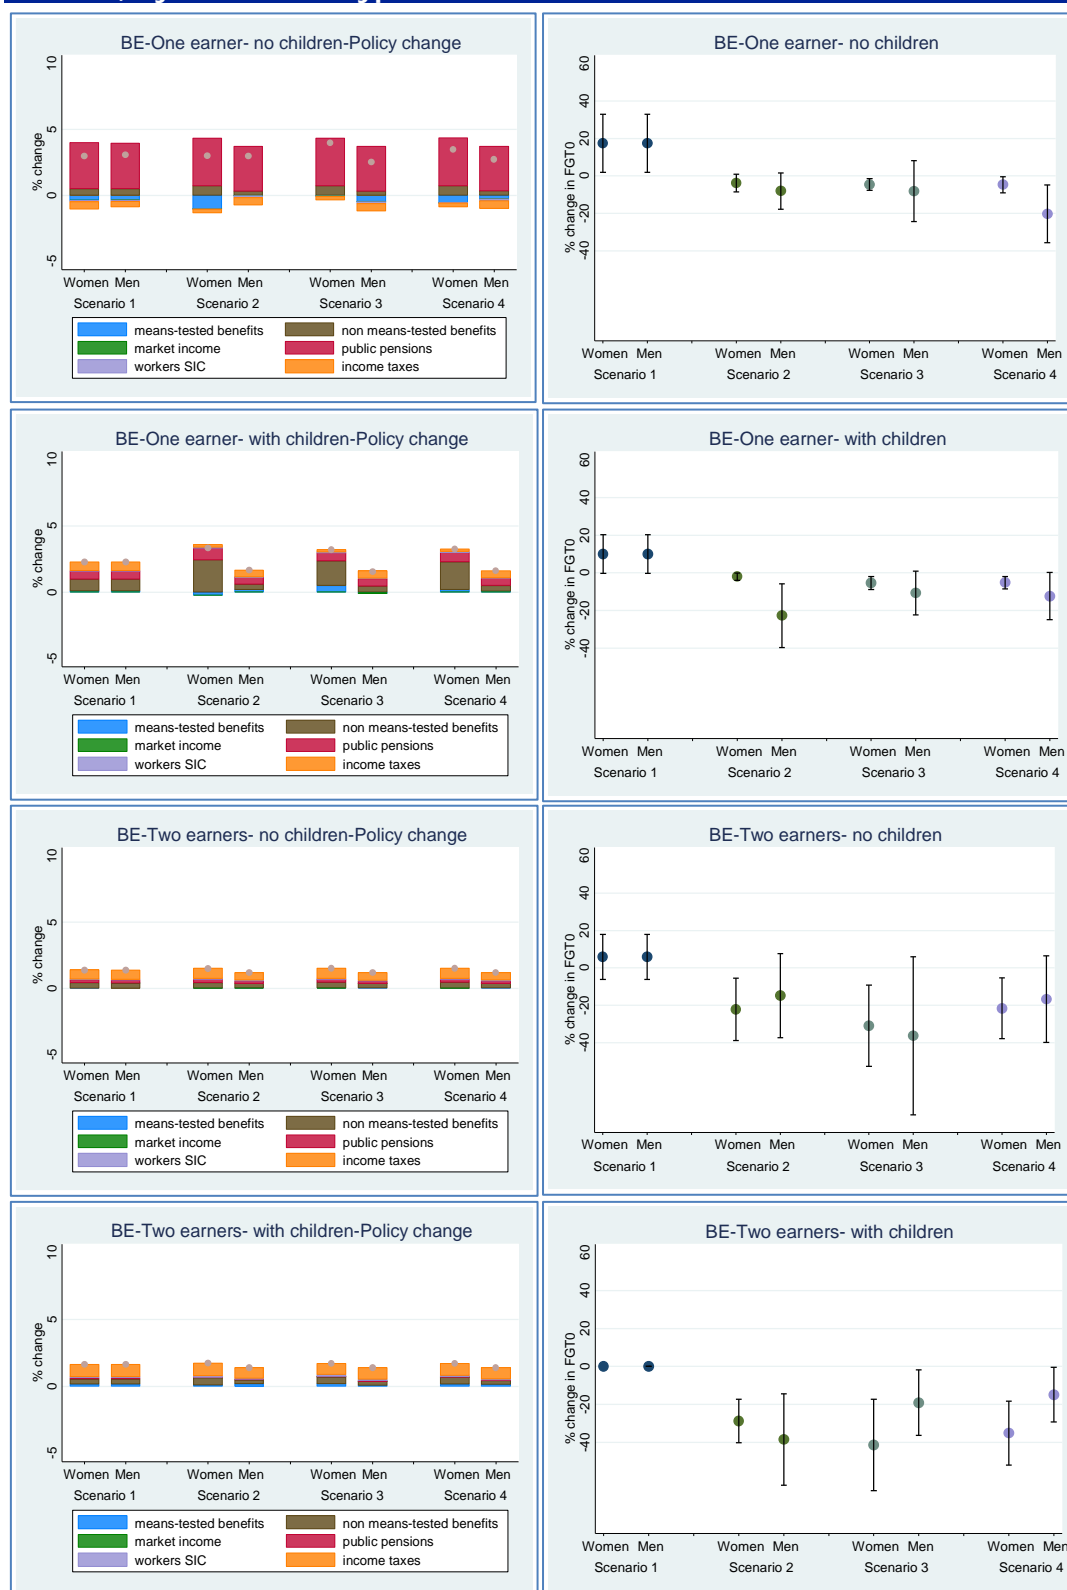 BE-One earner- no children-Policy change
% change
10
5
0
-5
Women Men Women Men Women Men Women Men
Scenario 1 Scenario 2 Scenario 3 Scenario 4
means-tested benefits non means-tested benefits
market income public pensions
workers SIC income taxes
BE-One earner- no children
% change in FGT0
60
40
20
0
-20
-40
Women Men Women Men Women Men Women Men
Scenario 1 Scenario 2 Scenario 3 Scenario 4
BE-One earner- with children-Policy change
% change
10
5
0
-5
Women Men Women Men Women Men Women Men
Scenario 1 Scenario 2 Scenario 3 Scenario 4
means-tested benefits non means-tested benefits
market income public pensions
workers SIC income taxes
BE-One earner- with children
% change in FGT0
60
40
20
0
-20
-40
Women Men Women Men Women Men Women Men
Scenario 1 Scenario 2 Scenario 3 Scenario 4
BE-Two earners- no children-Policy change
% change
10
5
0
-5
Women Men Women Men Women Men Women Men
Scenario 1 Scenario 2 Scenario 3 Scenario 4
means-tested benefits non means-tested benefits
market income public pensions
workers SIC income taxes
BE-Two earners- no children
% change in FGT0
60
40
20
0
-20
-40
Women Men Women Men Women Men Women Men
Scenario 1 Scenario 2 Scenario 3 Scenario 4
BE-Two earners- with children-Policy change
% change
10
5
0
-5
Women Men Women Men Women Men Women Men
Scenario 1 Scenario 2 Scenario 3 Scenario 4
means-tested benefits non means-tested benefits
market income public pensions
workers SIC income taxes
BE-Two earners- with children
% change in FGT0
60
40
20
0
-20
-40
Women Men Women Men Women Men Women Men
Scenario 1 Scenario 2 Scenario 3 Scenario 4